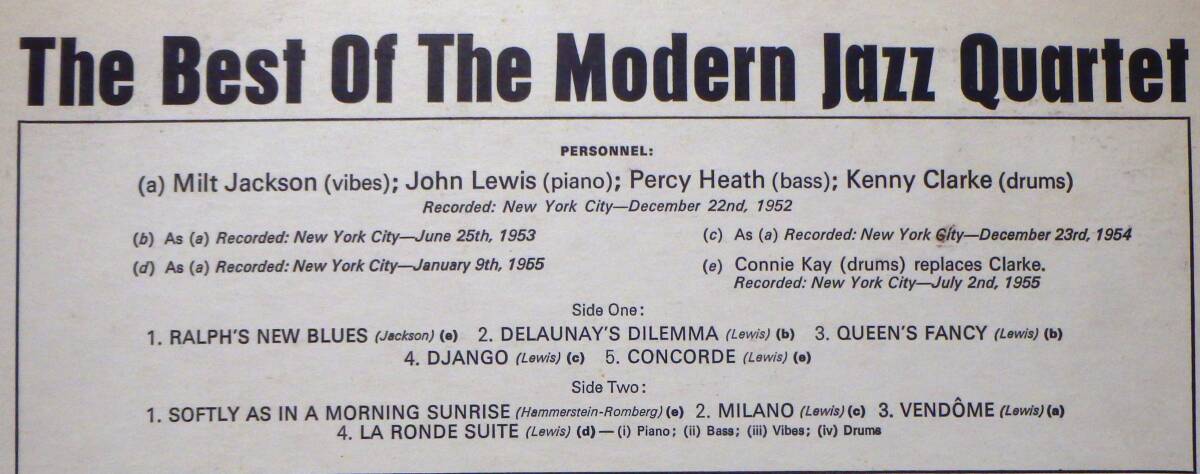 The Best Of The Modern Jazz Quartet
PERSONNEL:
(a) Milt Jackson (vibes); John Lewis (piano); Percy Heath (bass); Kenny Clarke (drums)
Recorded: New York City—December 22nd, 1952
(b) As (a) Recorded: New York City—June 25th, 1953
(c) As (a) Recorded: New York City—December 23rd, 1954
(d) As (a) Recorded: New York City—January 9th, 1955
(e) Connie Kay (drums) replaces Clarke.
Recorded: New York City—July 2nd, 1955
Side One:
1. RALPH'S NEW BLUES (Jackson) (e) 2. DELAUNAY'S DILEMMA (Lewis) (b) 3. QUEEN'S FANCY (Lewis) (b)
4. DJANGO (Lewis) (c) 5. CONCORDE (Lewis) (e)
Side Two:
1. SOFTLY AS IN A MORNING SUNRISE (Hammerstein-Romberg) (e) 2. MILANO (Lewis) (c) 3. VENDÔME (Lewis) (a)
4. LA RONDE SUITE (Lewis) (d) — (i) Piano; (ii) Bass; (iii) Vibes; (iv) Drums